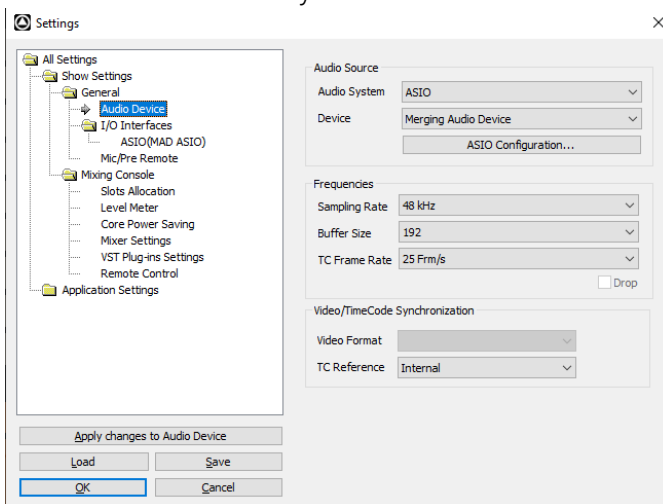 Settings
All Settings
Show Settings
General
Audio Device
I/O Interfaces
ASIO(MAD ASIO)
Mic/Pre Remote
Mixing Console
Slots Allocation
Level Meter
Core Power Saving
Mixer Settings
VST Plug-ins Settings
Remote Control
Application Settings
Apply changes to Audio Device
Load Save
OK Cancel
Audio Source
Audio System ASIO
Device Merging Audio Device
ASIO Configuration...
Frequencies
Sampling Rate 48 kHz
Buffer Size 192
TC Frame Rate 25 Frm/s
Drop
Video/TimeCode Synchronization
Video Format
TC Reference Internal